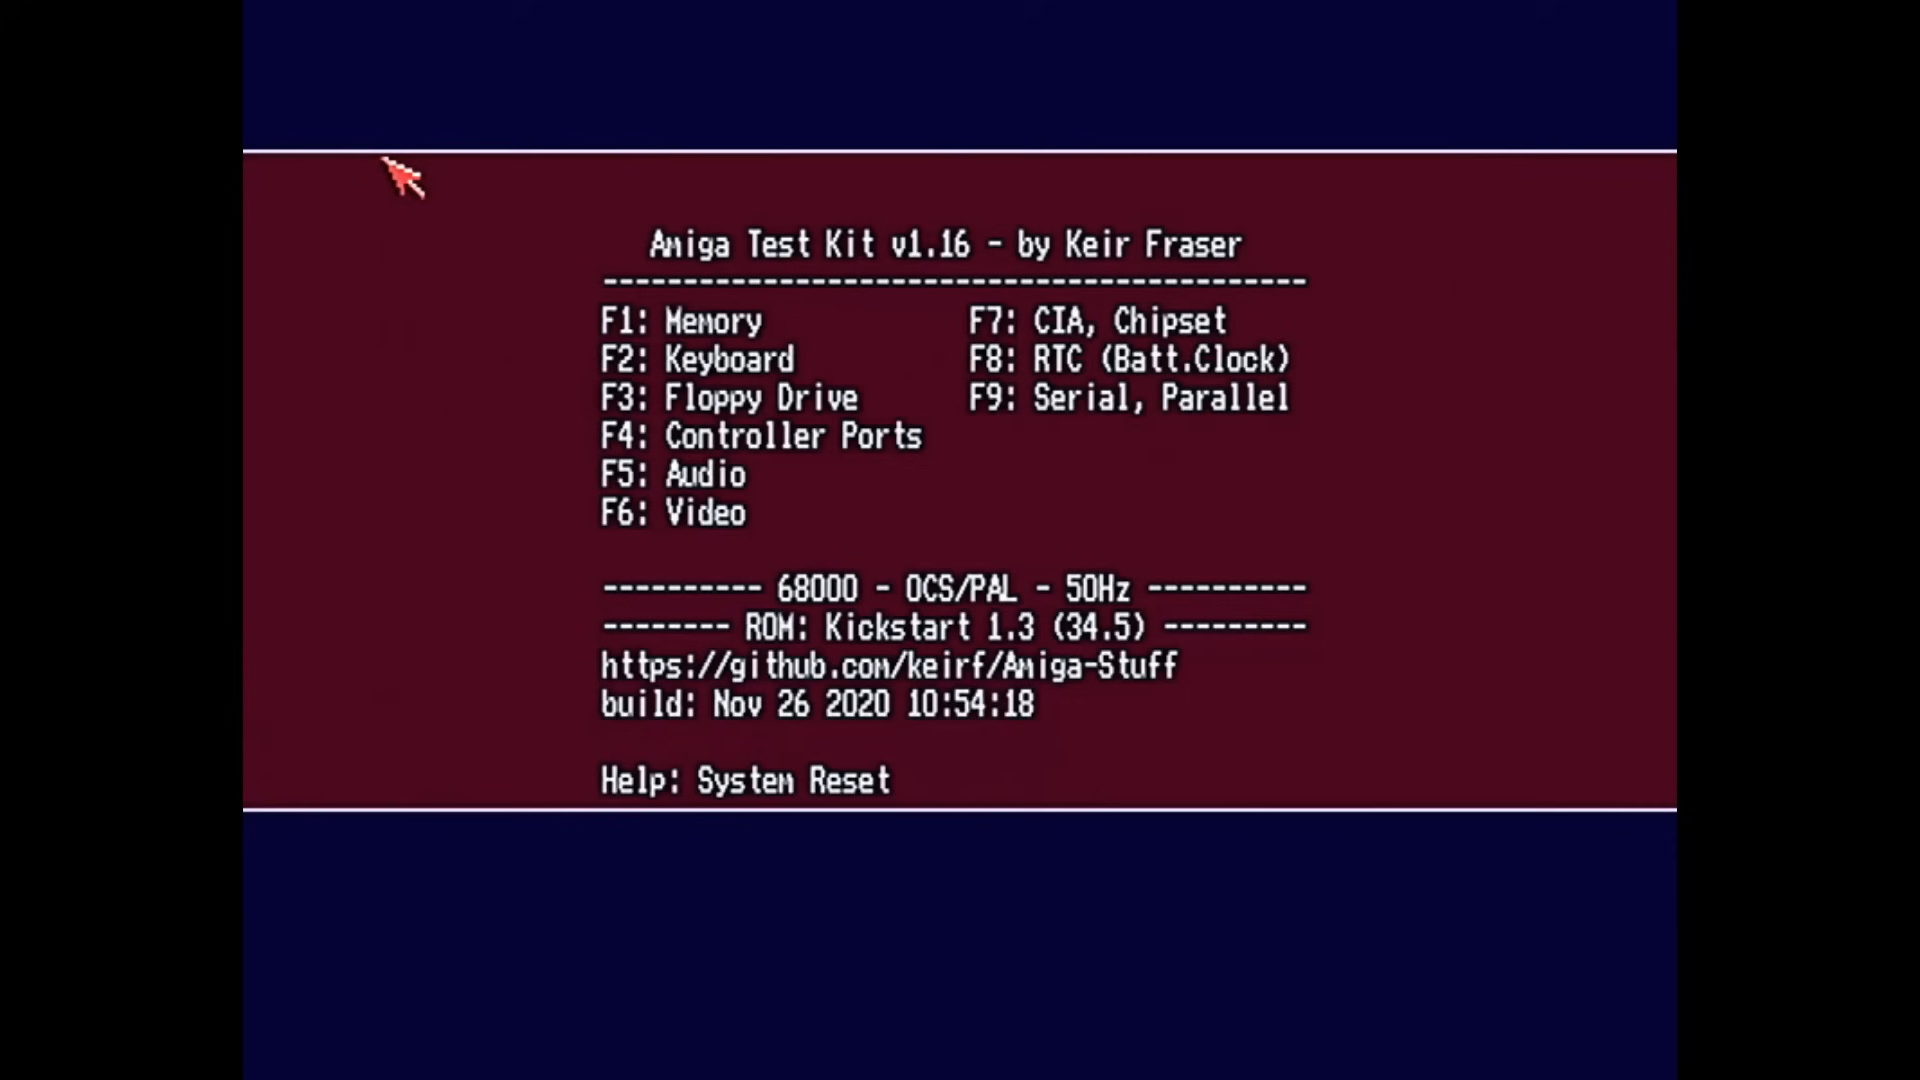 Amiga Test Kit v1.16 - by Keir Fraser
--------------------------------------------
F1: Memory F7: CIA, Chipset
F2: Keyboard F8: RTC (Batt.Clock)
F3: Floppy Drive F9: Serial, Parallel
F4: Controller Ports
F5: Audio
F6: Video
---------- 68000 - OCS/PAL - 50Hz ----------
-------- ROM: Kickstart 1.3 (34.5) ---------
https://github.com/keirf/Amiga-Stuff
build: Nov 26 2020 10:54:18
Help: System Reset